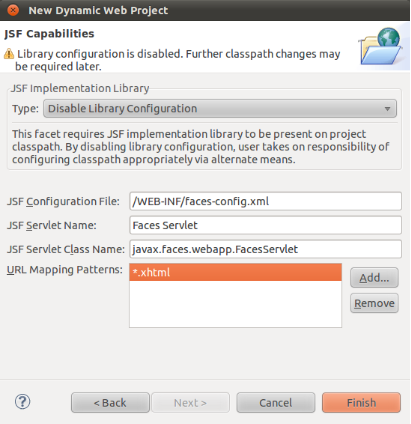 New Dynamic Web Project
JSF Capabilities
Library configuration is disabled. Further classpath changes may
be required later.
JSF Implementation Library
Type: Disable Library Configuration
This facet requires JSF implementation library to be present on project
classpath. By disabling library configuration, user takes on responsibility of
configuring classpath appropriately via alternate means.
JSF Configuration File: /WEB-INF/faces-config.xml
JSF Servlet Name: Faces Servlet
JSF Servlet Class Name: javax.faces.webapp.FacesServlet
URL Mapping Patterns: *.xhtml
Add...
Remove
? < Back Next > Cancel Finish